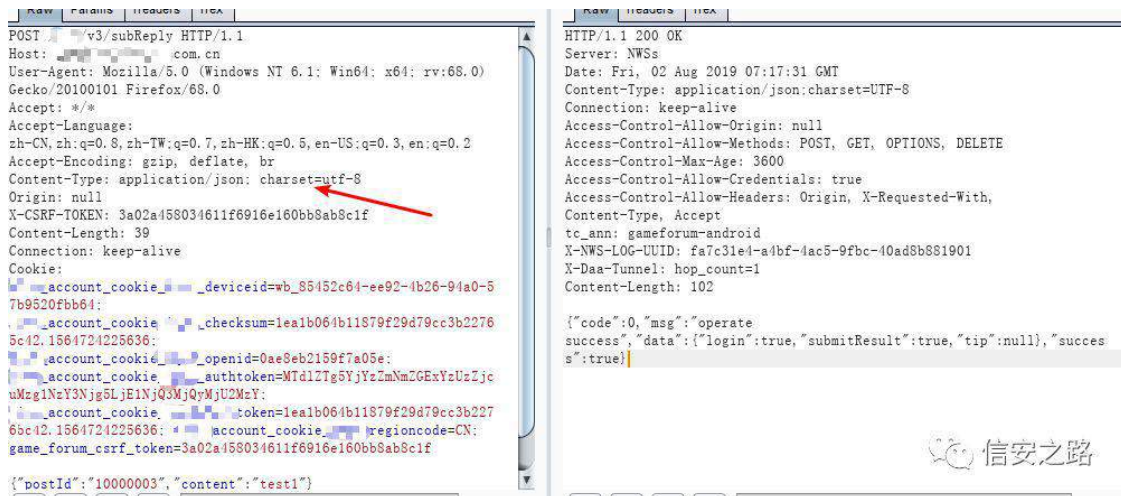 Raw Params Headers Hex
POST /v3/subReply HTTP/1.1
Host: com.cn
User-Agent: Mozilla/5.0 (Windows NT 6.1; Win64; x64; rv:68.0)
Gecko/20100101 Firefox/68.0
Accept: */*
Accept-Language:
zh-CN,zh;q=0.8,zh-TW;q=0.7,zh-HK;q=0.5,en-US;q=0.3,en;q=0.2
Accept-Encoding: gzip, deflate, br
Content-Type: application/json; charset=utf-8
Origin: null
X-CSRF-TOKEN: 3a02a458034611f6916e160bb8ab8c1f
Content-Length: 39
Connection: keep-alive
Cookie:
_account_cookie_ _deviceid=wb_85452c64-ee92-4b26-94a0-5
7b9520fbb64;
_account_cookie_ _checksum=1ea1b064b11879f29d79cc3b2276
5c42.1564724225636;
_account_cookie_ _openid=0ae8eb2159f7a05e;
_account_cookie_ _authtoken=MTdlZTg5YjYzZmNmZGExYzUzZjc
uMzg1NzY3Njg5LjE1NjQ3MjQyMjU2MzY;
_account_cookie_ token=1ea1b064b11879f29d79cc3b227
65c42.1564724225636; account_cookie_ regioncode=CN;
game_forum_csrf_token=3a02a458034611f6916e160bb8ab8c1f
{"postId":"10000003","content":"test1"}
Raw Headers Hex
HTTP/1.1 200 OK
Server: NWSs
Date: Fri, 02 Aug 2019 07:17:31 GMT
Content-Type: application/json;charset=UTF-8
Connection: keep-alive
Access-Control-Allow-Origin: null
Access-Control-Allow-Methods: POST, GET, OPTIONS, DELETE
Access-Control-Max-Age: 3600
Access-Control-Allow-Credentials: true
Access-Control-Allow-Headers: Origin, X-Requested-With,
Content-Type, Accept
tc_ann: gameforum-android
X-NWS-LOG-UUID: fa7c31e4-a4bf-4ac5-9fbc-40ad8b881901
X-Daa-Tunnel: hop_count=1
Content-Length: 102
{"code":0,"msg":"operate
success","data":{"login":true,"submitResult":true,"tip":null},"succes
s":true}
信安之路